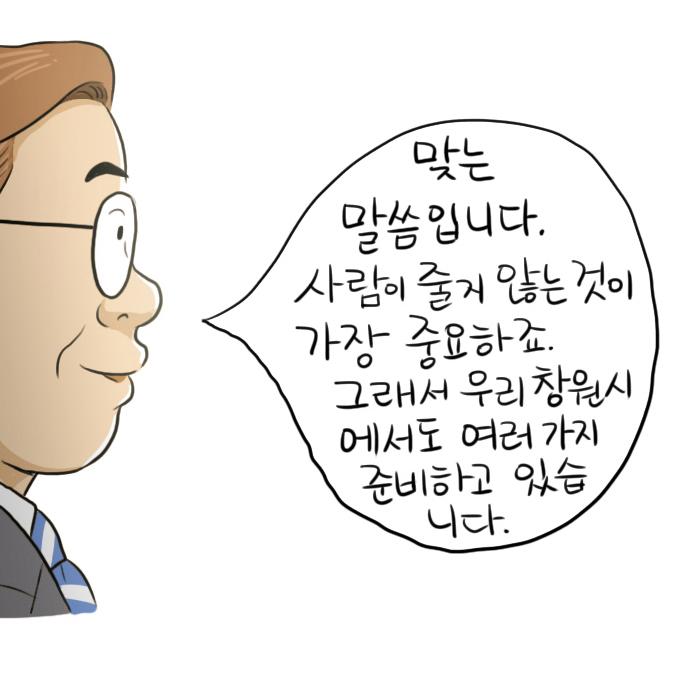 맞는
말씀입니다.
사람이 줄지 않는것이
가장 중요하죠.
그래서 우리 창원시
에서도 여러가지
준비하고 있습
니다.